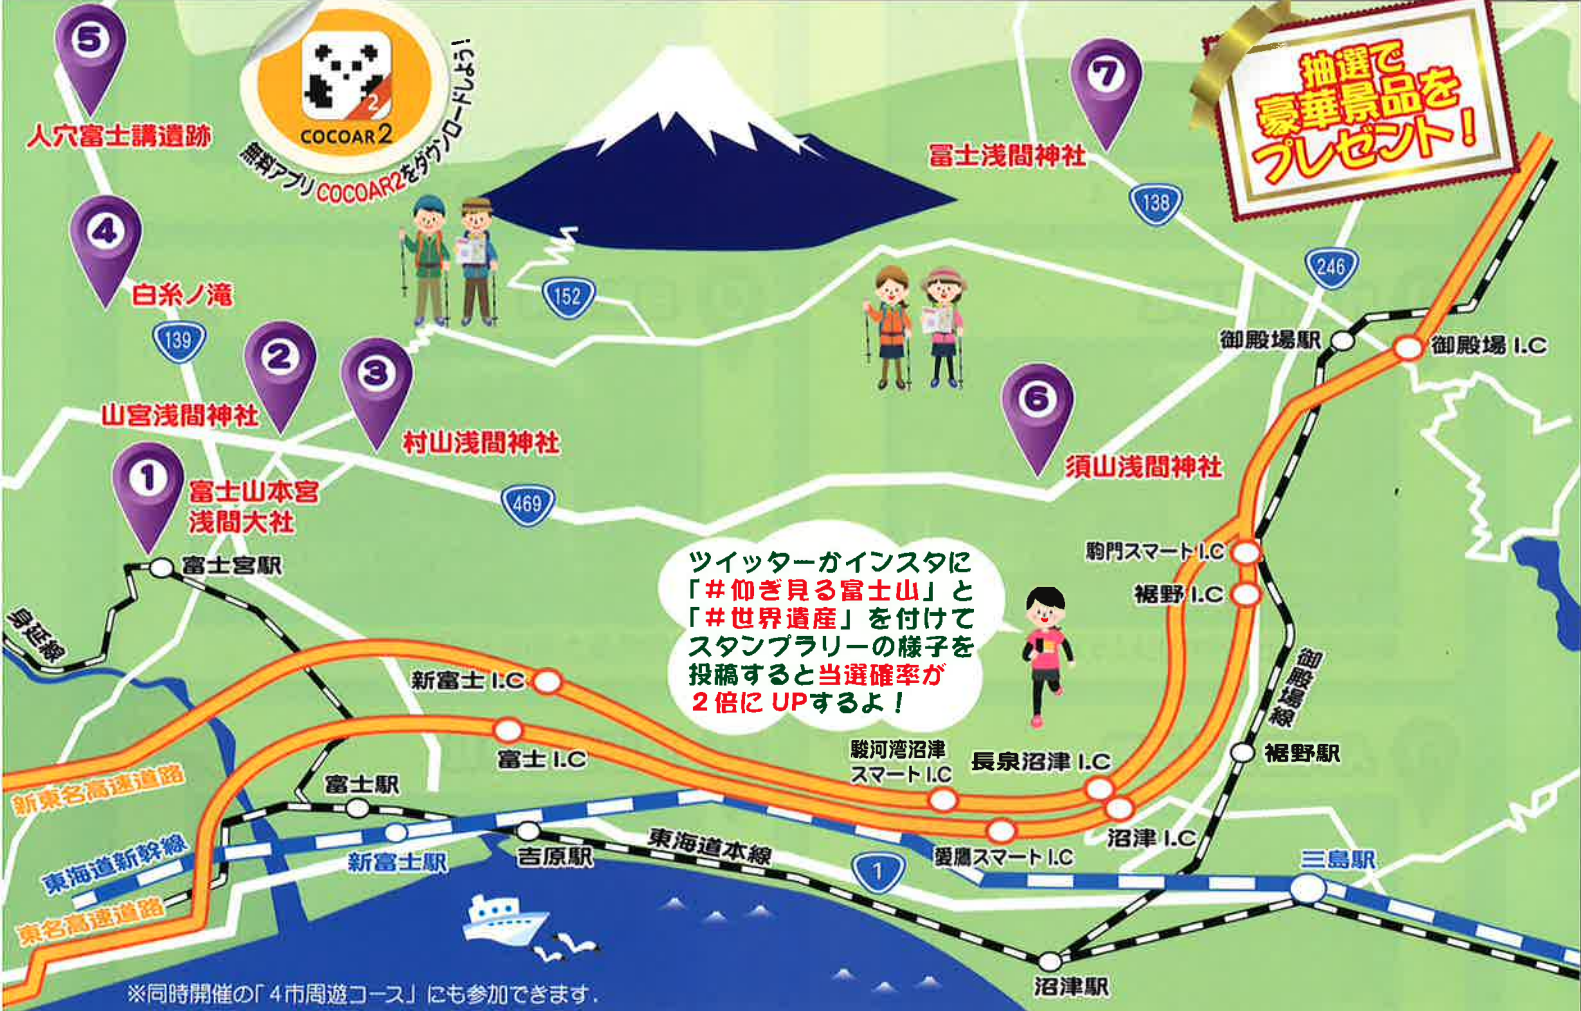 5
人穴富士講遺跡
2
COCOAR2
無料アプリCOCOAR2をダウンロードしよう!
7
冨士浅間神社
抽選で
豪華景品を
プレゼント!
138
246
4
白糸ノ滝
139
152
御殿場駅
御殿場 I.C
2
山宮浅間神社
3
村山浅間神社
6
須山浅間神社
1
富士山本宮
浅間大社
469
富士宮駅
身延線
ツイッターかインスタに
「#仰ぎ見る富士山」と
「#世界遺産」を付けて
スタンプラリーの様子を
投稿すると当選確率が
2倍に UPするよ!
駒門スマート I.C
裾野 I.C
御殿場線
裾野駅
新富士 I.C
富士 I.C
駿河湾沼津
スマート I.C
長泉沼津 I.C
沼津 I.C
愛鷹スマート I.C
新東名高速道路
富士駅
東海道新幹線
新富士駅
吉原駅
東海道本線
1
三島駅
東名高速道路
沼津駅
※同時開催の「4市周遊コース」にも参加できます.